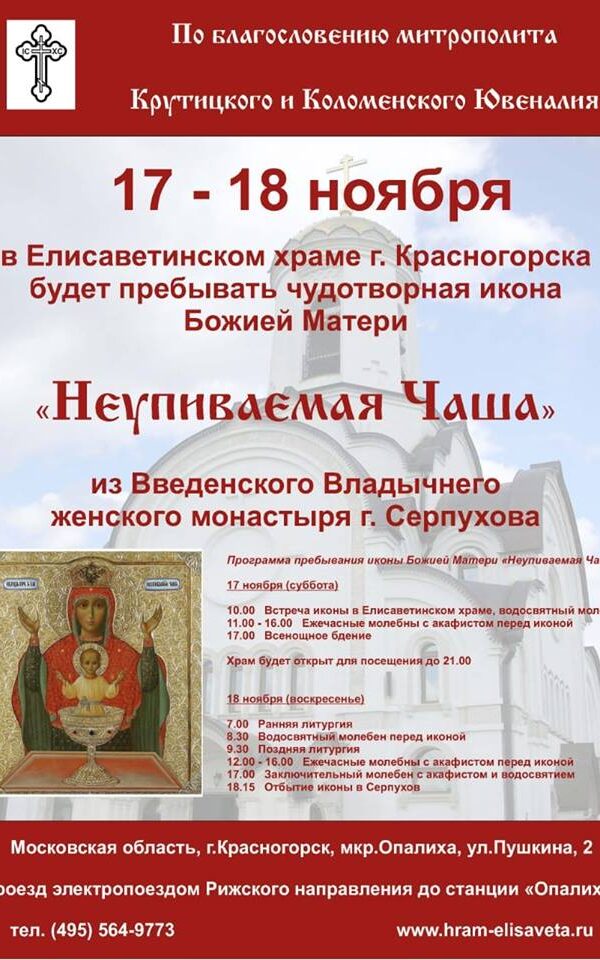 IC XC
По благословению митрополита
Крутицкого и Коломенского Ювеналия
17 - 18 ноября
в Елисаветинском храме г. Красногорска
будет пребывать чудотворная икона
Божией Матери
«Неупиваемая Чаша»
из Введенского Владычнего
женского монастыря г. Серпухова
Программа пребывания иконы Божией Матери «Неупиваемая Ча
17 ноября (суббота)
10.00 Встреча иконы в Елисаветинском храме, водосвятный мол
11.00 - 16.00 Ежечасные молебны с акафистом перед иконой
17.00 Всенощное бдение
Храм будет открыт для посещения до 21.00
18 ноября (воскресенье)
7.00 Ранняя литургия
8.30 Водосвятный молебен перед иконой
9.30 Поздняя литургия
12.00 - 16.00 Ежечасные молебны с акафистом перед иконой
17.00 Заключительный молебен с акафистом и водосвятием
18.15 Отбытие иконы в Серпухов
Московская область, г.Красногорск, мкр.Опалиха, ул.Пушкина, 2
роезд электропоездом Рижского направления до станции «Опалих
тел. (495) 564-9773
www.hram-elisaveta.ru